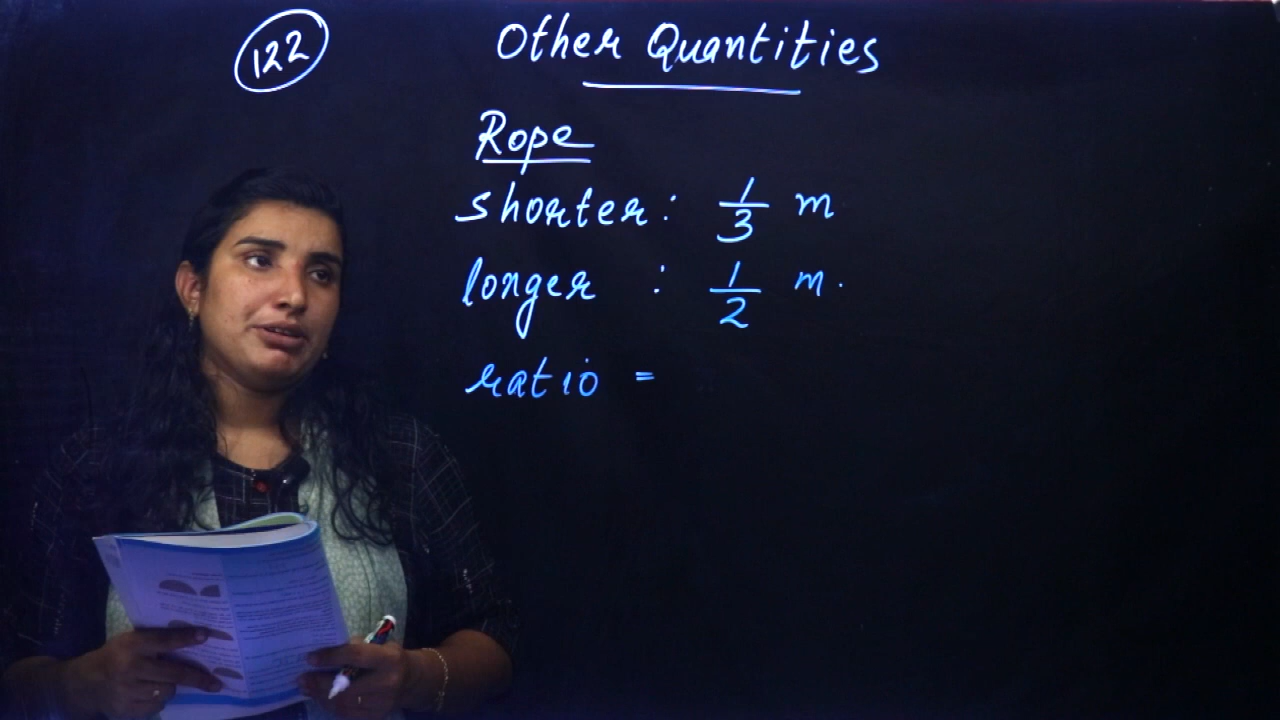 122
Other Quantities
Rope
shorter: 1/3 m
longer : 1/2 m.
ratio =